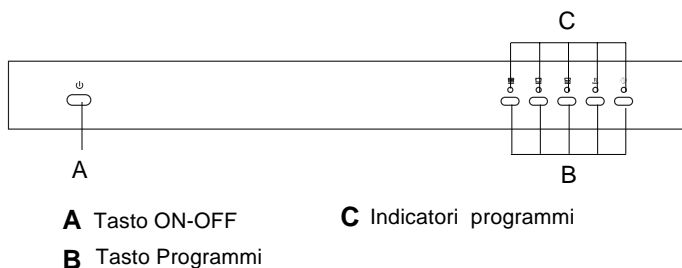 C
A
B
A Tasto ON-OFF
C Indicatori programmi
B Tasto Programmi